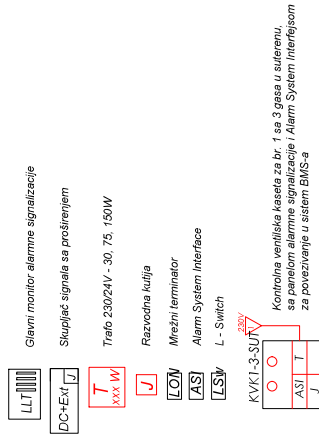 LLT
Glavni monitor alarmne signalizacije
DC+Ext J
Skupljač signala sa proširenjem
T
xxx W
Trafo 230/24V - 30, 75, 150W
J
Razvodna kutija
LON
Mrežni terminator
ASI
Alarm System Interface
LSW
L - Switch
230V
KVK1-3-SUT
ASI T
J
Kontrolna ventilska kaseta za br. 1 sa 3 gasa u suterenu,
sa panelom alarmne signalizacije i Alarm System Interfejsom
za povezivanje u sistem BMS-a